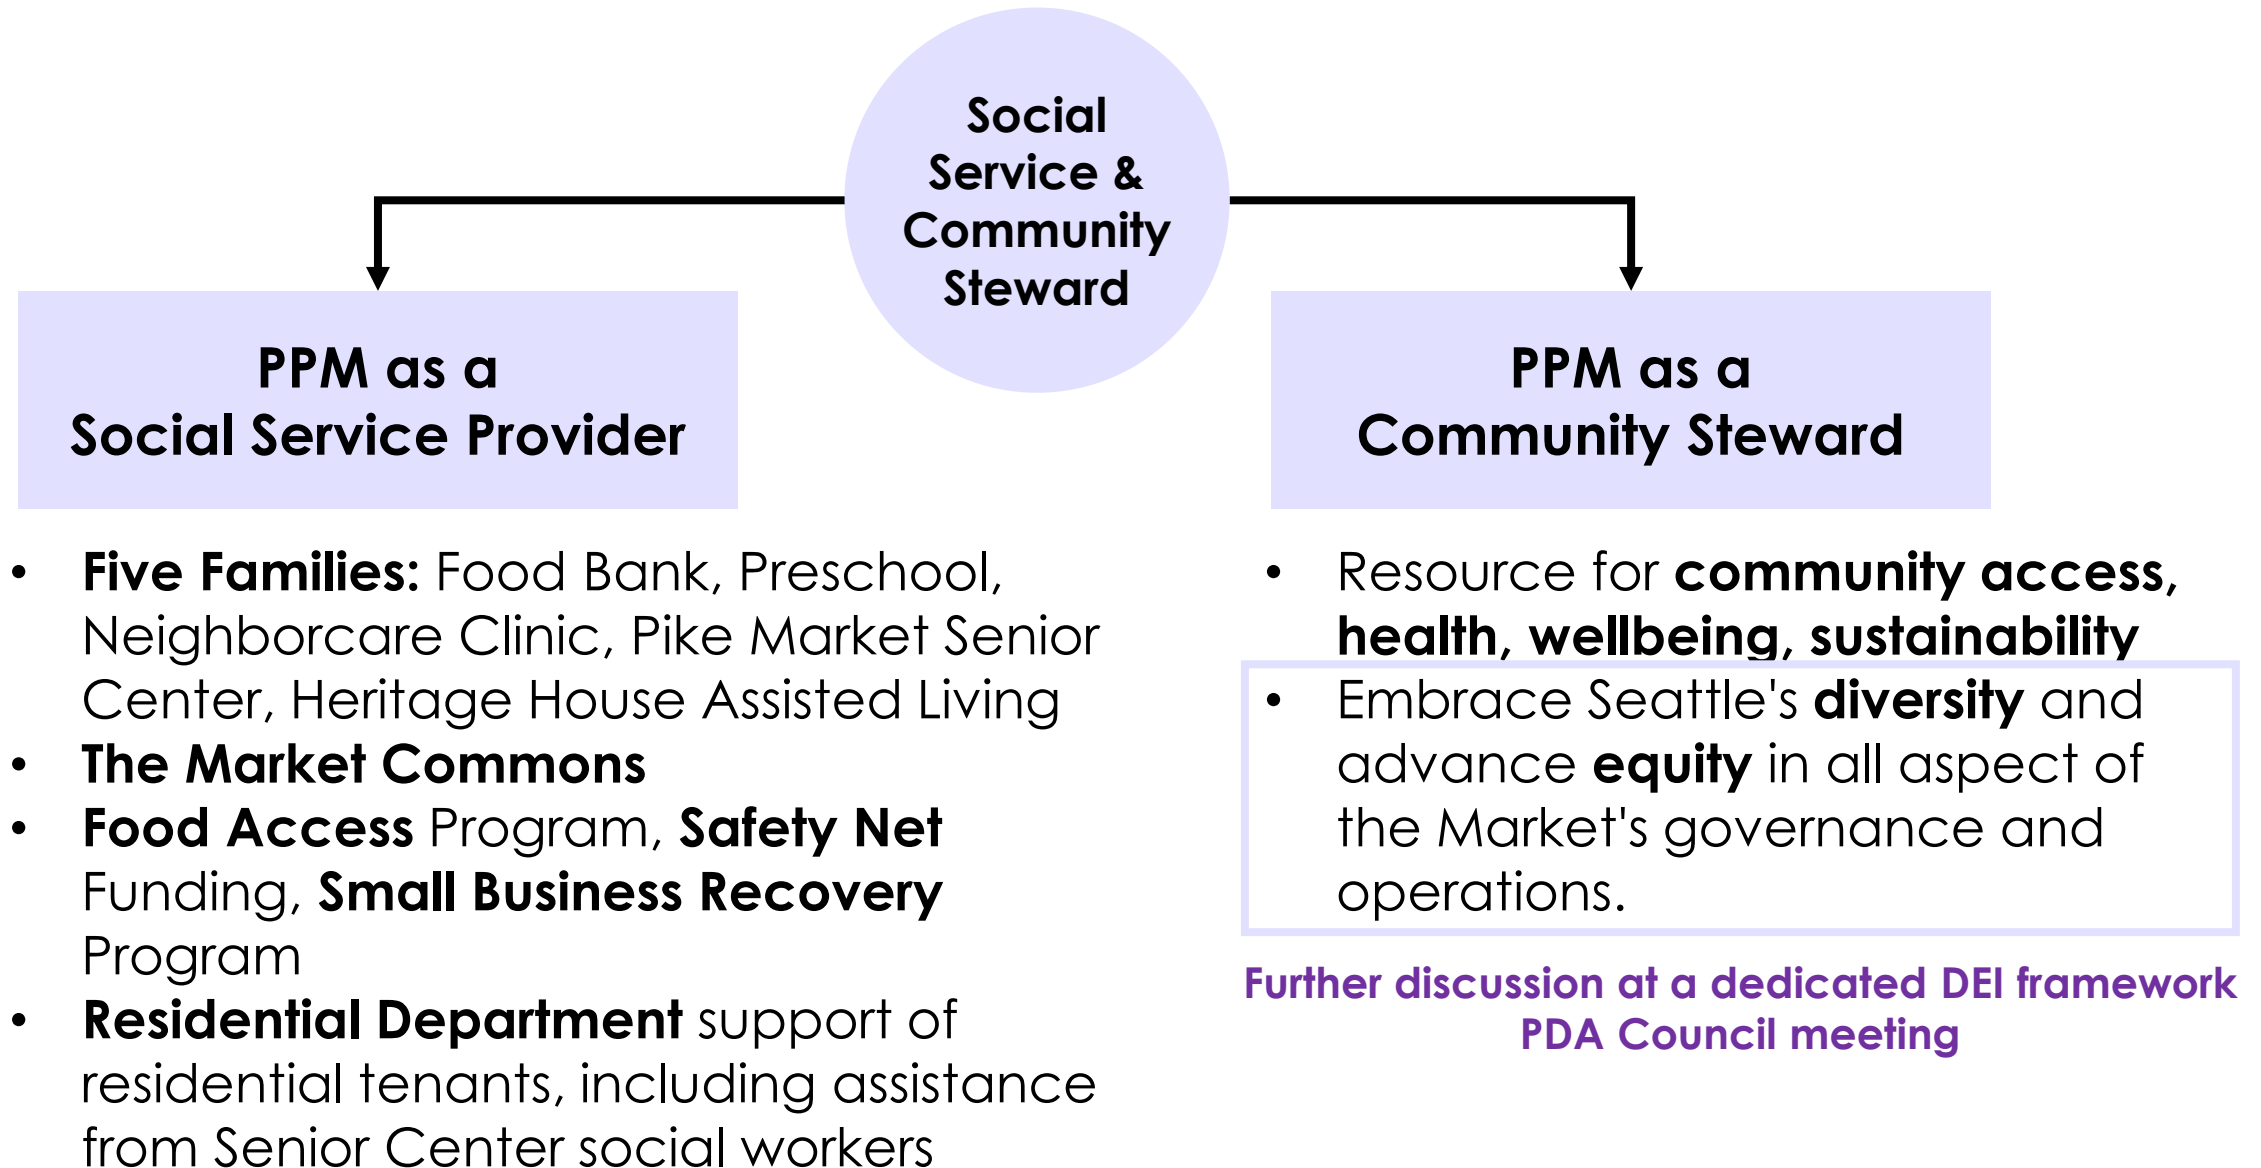 Social
Service &
Community
Steward
PPM as a
Social Service Provider
• Five Families: Food Bank, Preschool,
Neighborcare Clinic, Pike Market Senior
Center, Heritage House Assisted Living
• The Market Commons
• Food Access Program, Safety Net
Funding, Small Business Recovery
Program
• Residential Department support of
residential tenants, including assistance
from Senior Center social workers
PPM as a
Community Steward
• Resource for community access,
health, wellbeing, sustainability
• Embrace Seattle's diversity and
advance equity in all aspect of
the Market's governance and
operations.
Further discussion at a dedicated DEI framework
PDA Council meeting